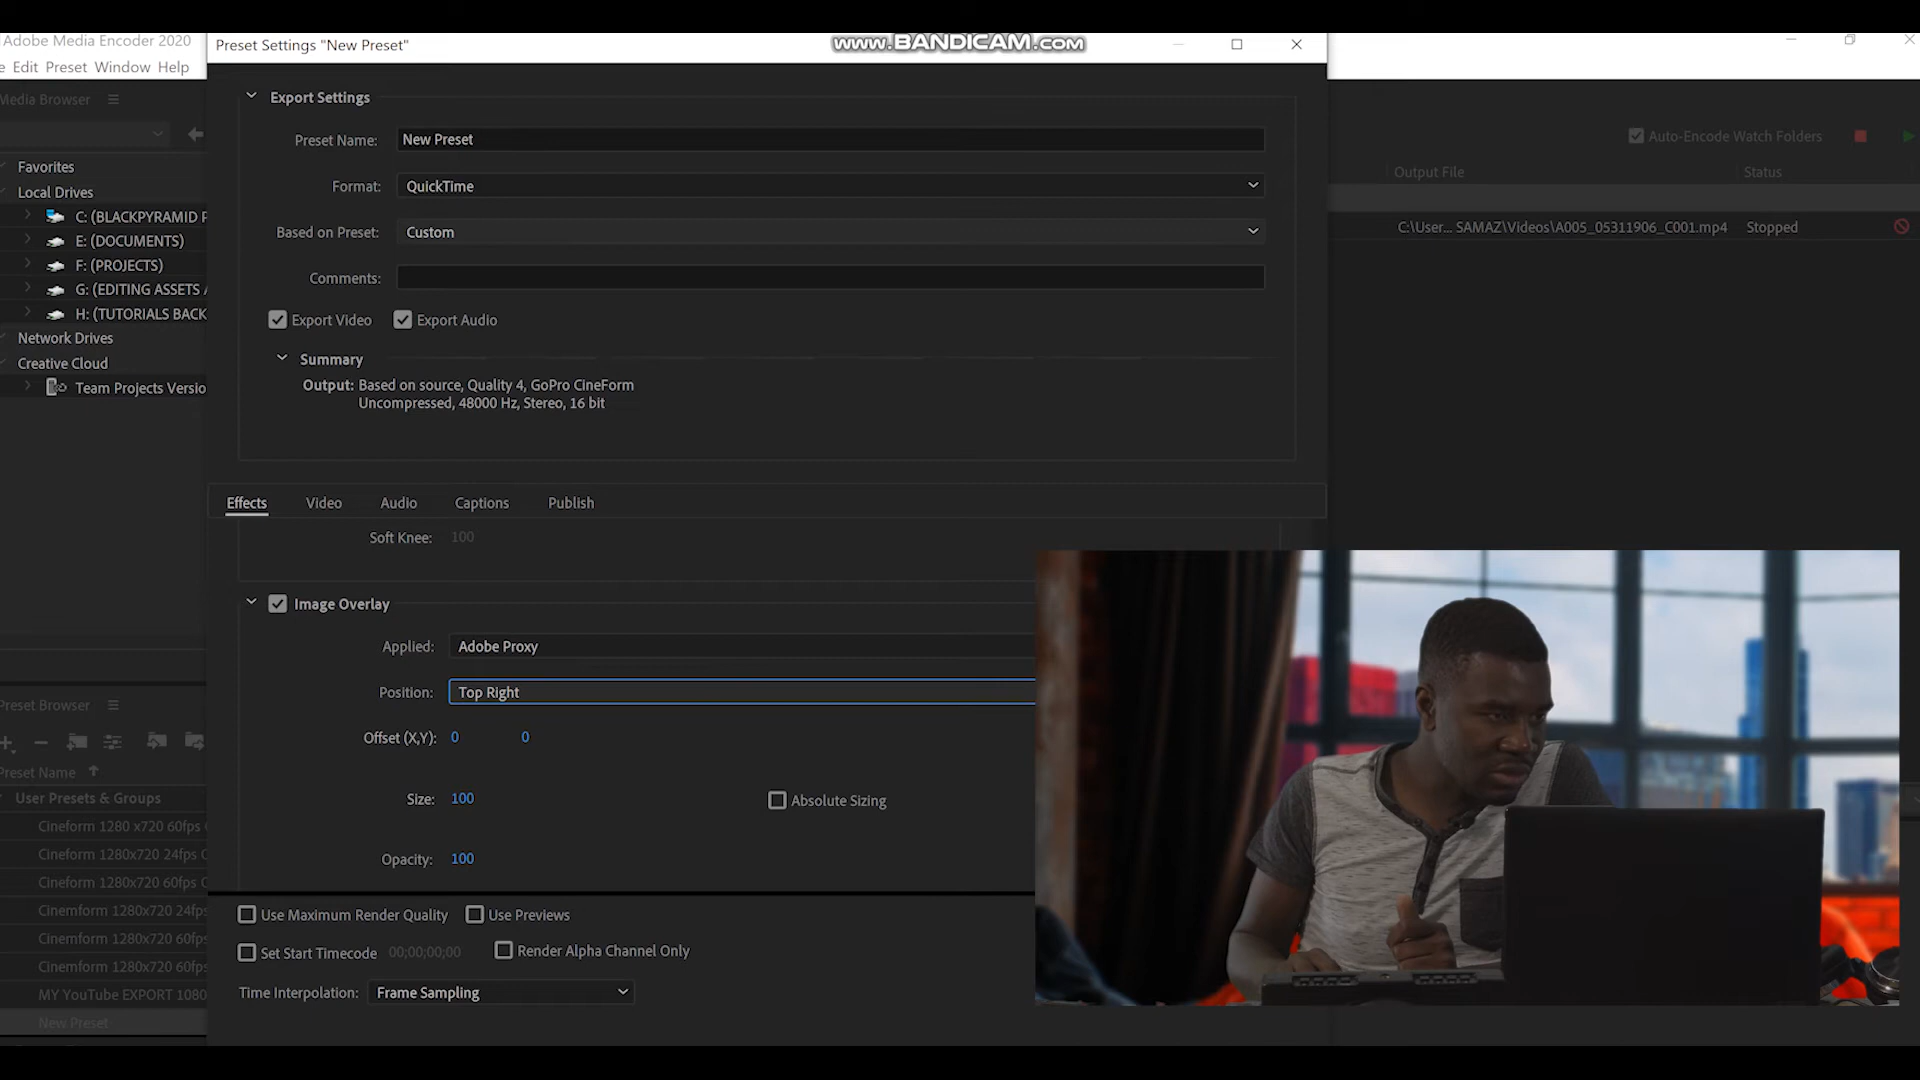 Adobe Media Encoder 2020
Preset Settings "New Preset"
www.BANDICAM.com
e Edit Preset Window Help
Media Browser
Export Settings
Preset Name: New Preset
Auto-Encode Watch Folders
Favorites
Output File Status
Local Drives
Format: QuickTime
C: (BLACKPYRAMID P
C:\User... SAMAZ\Videos\A005_05311906_C001.mp4 Stopped
Based on Preset: Custom
E: (DOCUMENTS)
F: (PROJECTS)
Comments:
G: (EDITING ASSETS A
H: (TUTORIALS BACK
Export Video Export Audio
Network Drives
Summary
Creative Cloud
Team Projects Versio
Output: Based on source, Quality 4, GoPro CineForm
Uncompressed, 48000 Hz, Stereo, 16 bit
Effects Video Audio Captions Publish
Soft Knee: 100
Image Overlay
Applied: Adobe Proxy
Position: Top Right
Preset Browser
Offset (X,Y): 0 0
Preset Name
User Presets & Groups
Size: 100 Absolute Sizing
Cineform 1280 x720 60fps C
Cineform 1280x720 24fps C
Opacity: 100
Cineform 1280x720 60fps C
Cinemform 1280x720 24fps
Cinemform 1280x720 60fps
Cinemform 1280x720 60fps
MY YouTube EXPORT 1080
New Preset
Use Maximum Render Quality Use Previews
Set Start Timecode 00;00;00;00 Render Alpha Channel Only
Time Interpolation: Frame Sampling